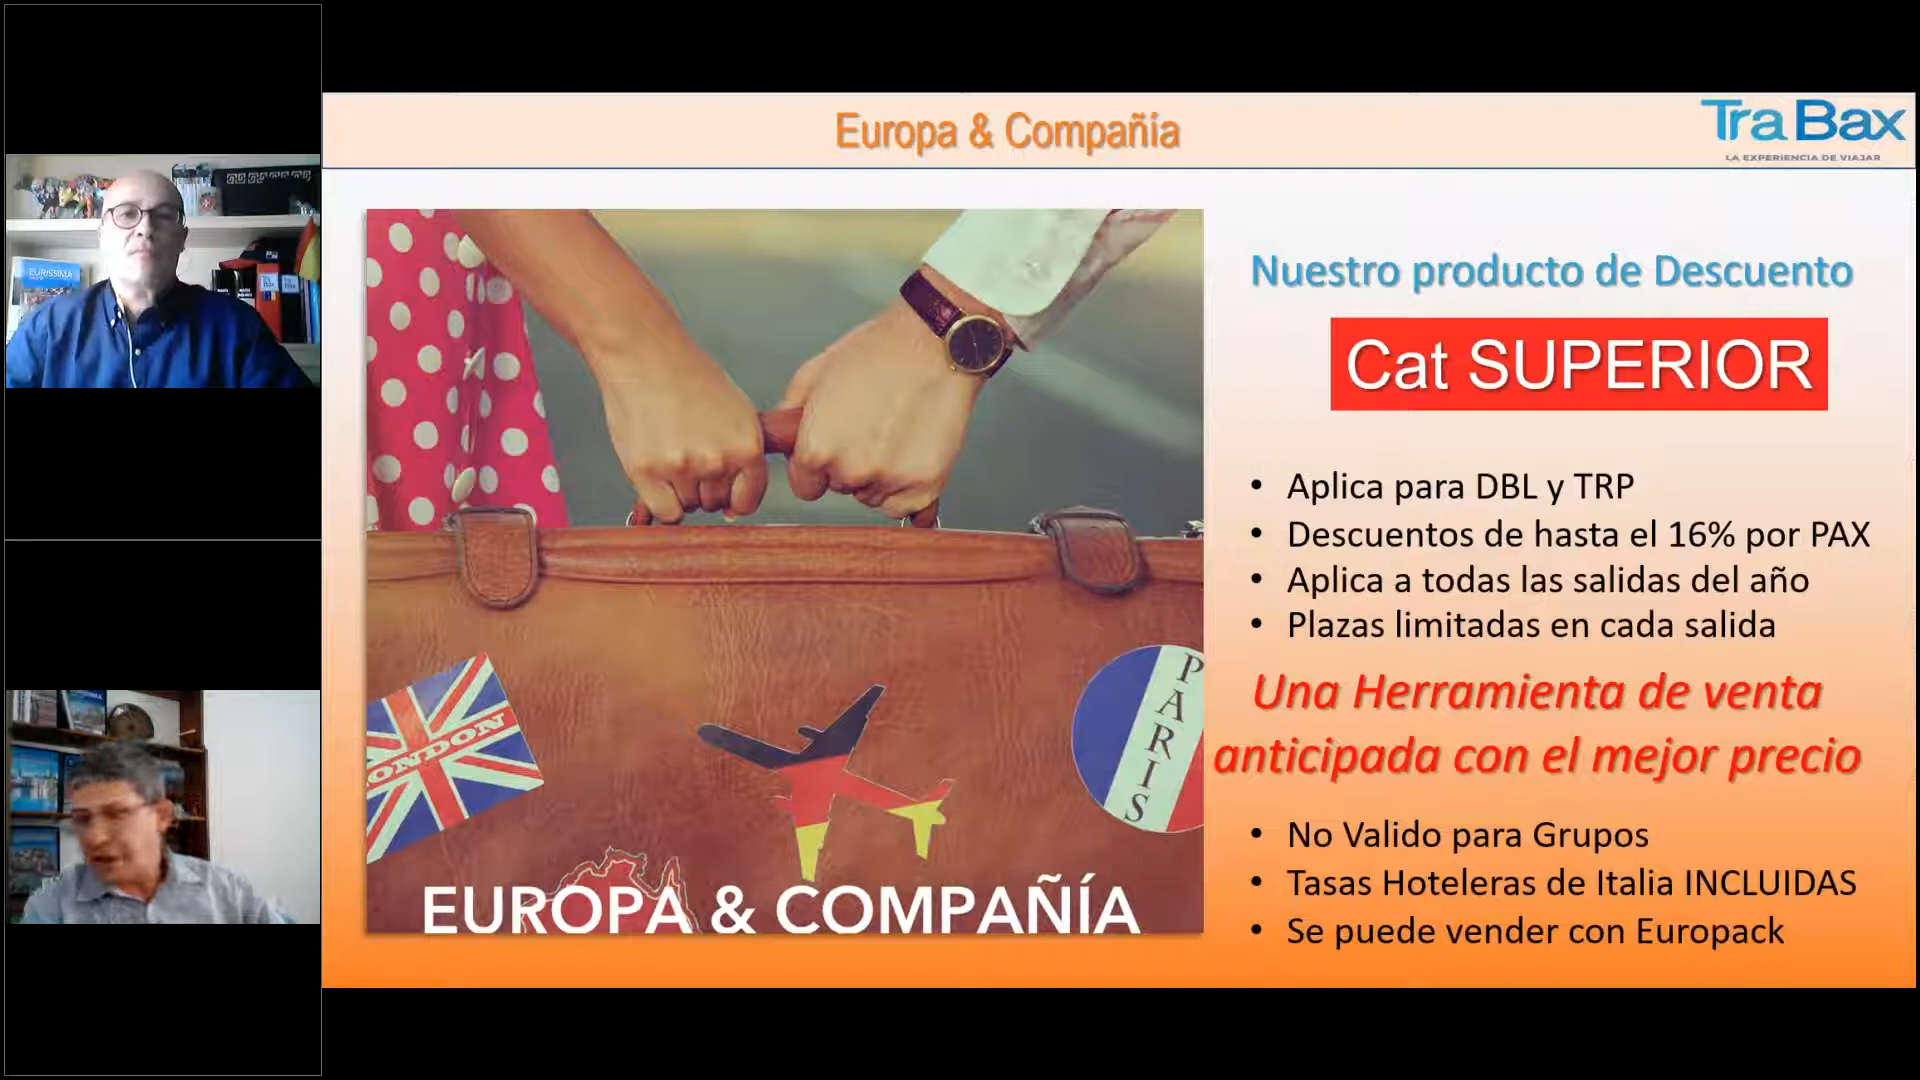 Europa & Compañía
Tra Bax
LA EXPERIENCIA DE VIAJAR
EURISSIMA
LONDON
PARIS
EUROPA & COMPAÑÍA
Nuestro producto de Descuento
Cat SUPERIOR
• Aplica para DBL y TRP
• Descuentos de hasta el 16% por PAX
• Aplica a todas las salidas del año
• Plazas limitadas en cada salida
Una Herramienta de venta
anticipada con el mejor precio
• No Valido para Grupos
• Tasas Hoteleras de Italia INCLUIDAS
• Se puede vender con Europack